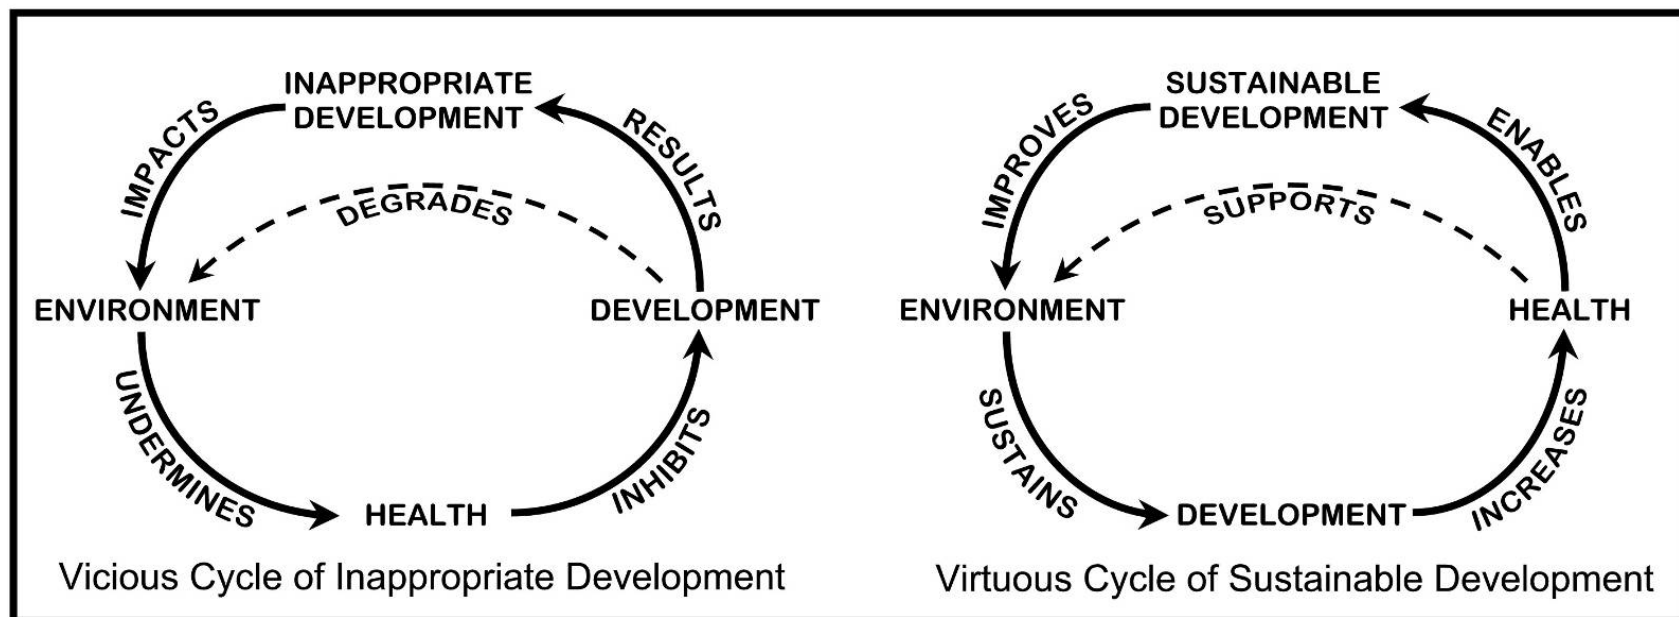 INAPPROPRIATE
DEVELOPMENT
IMPACTS
RESULTS
DEGRADES
ENVIRONMENT
DEVELOPMENT
UNDERMINES
INHIBITS
HEALTH
Vicious Cycle of Inappropriate Development
SUSTAINABLE
DEVELOPMENT
IMPROVES
ENABLES
SUPPORTS
ENVIRONMENT
HEALTH
SUSTAINS
INCREASES
DEVELOPMENT
Virtuous Cycle of Sustainable Development